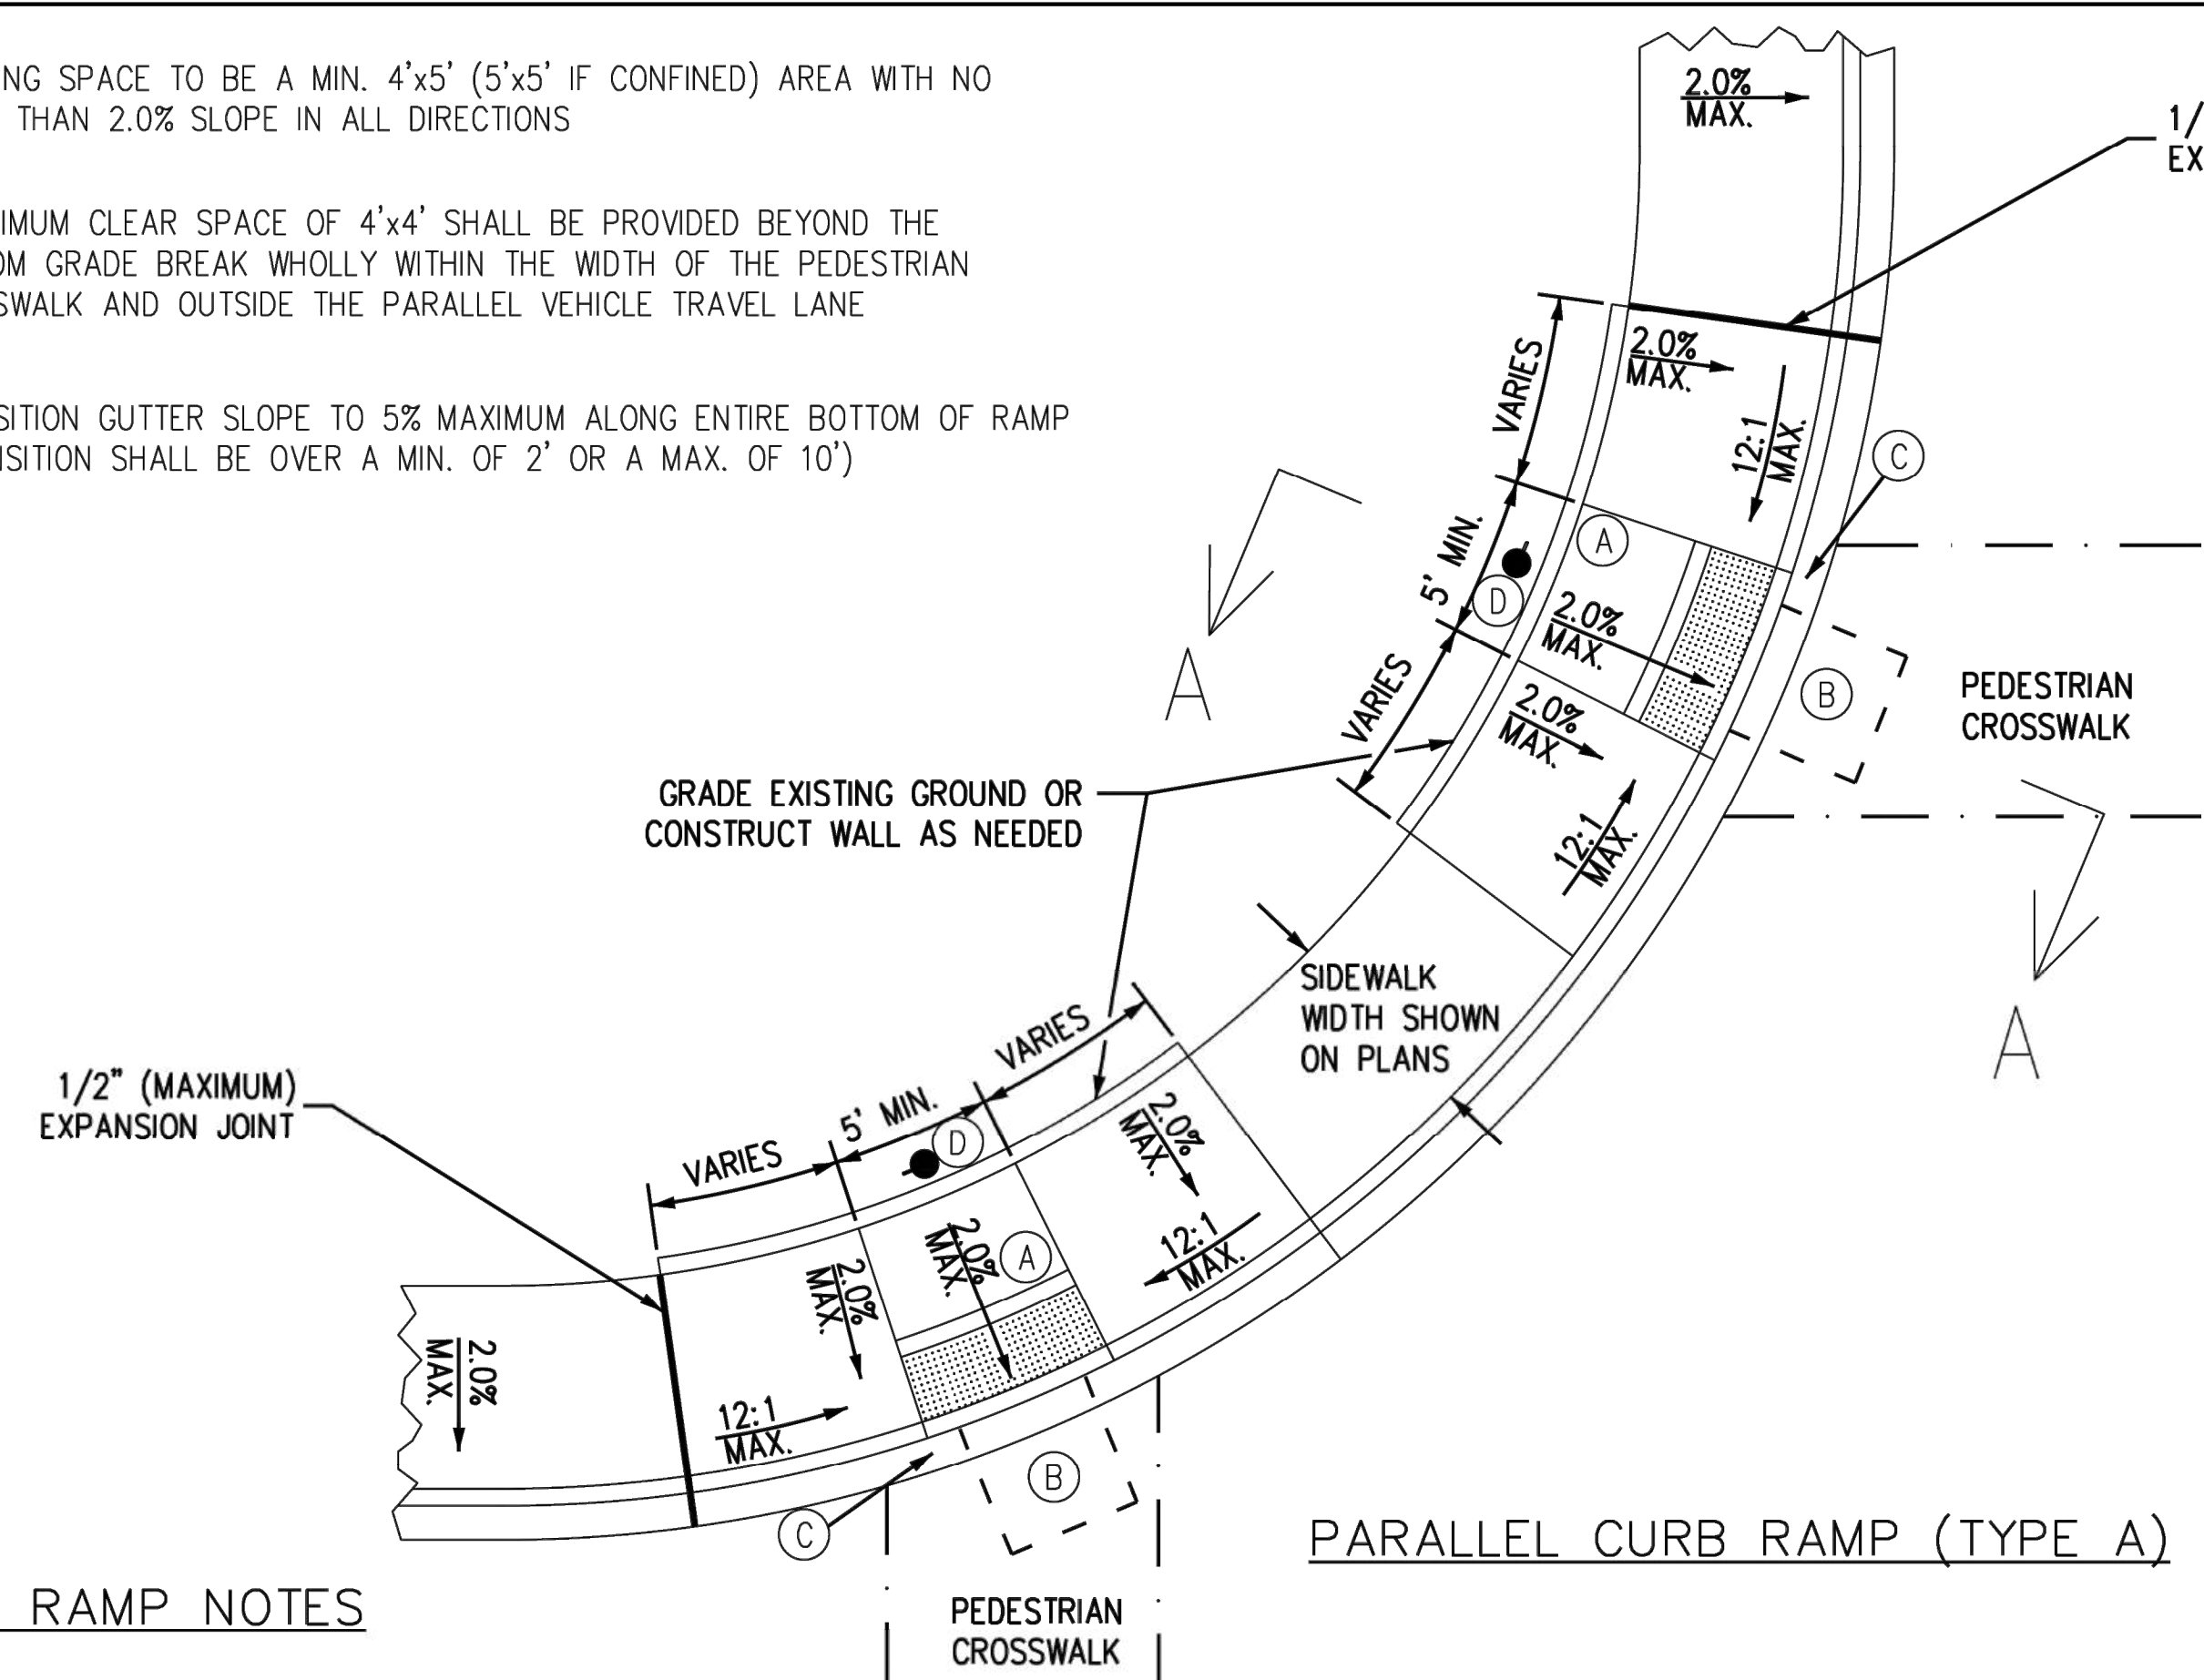 NG SPACE TO BE A MIN. 4'x5' (5'x5' IF CONFINED) AREA WITH NO
THAN 2.0% SLOPE IN ALL DIRECTIONS
IMUM CLEAR SPACE OF 4'x4' SHALL BE PROVIDED BEYOND THE
OM GRADE BREAK WHOLLY WITHIN THE WIDTH OF THE PEDESTRIAN
SWALK AND OUTSIDE THE PARALLEL VEHICLE TRAVEL LANE
SITION GUTTER SLOPE TO 5% MAXIMUM ALONG ENTIRE BOTTOM OF RAMP
NSITION SHALL BE OVER A MIN. OF 2' OR A MAX. OF 10')
2.0%
MAX.
1/
EX
VARIES
2.0%
MAX.
12:1
MAX.
C
5' MIN.
A
D
2.0%
MAX.
B
PEDESTRIAN
CROSSWALK
A
VARIES
2.0%
MAX.
12:1
MAX.
GRADE EXISTING GROUND OR
CONSTRUCT WALL AS NEEDED
SIDEWALK
WIDTH SHOWN
ON PLANS
A
1/2" (MAXIMUM)
EXPANSION JOINT
VARIES
5' MIN.
VARIES
D
2.0%
MAX.
12:1
MAX.
2.0%
MAX.
A
2.0%
MAX.
2.0%
MAX.
12:1
MAX.
C
B
PEDESTRIAN
CROSSWALK
PARALLEL CURB RAMP (TYPE A)
RAMP NOTES